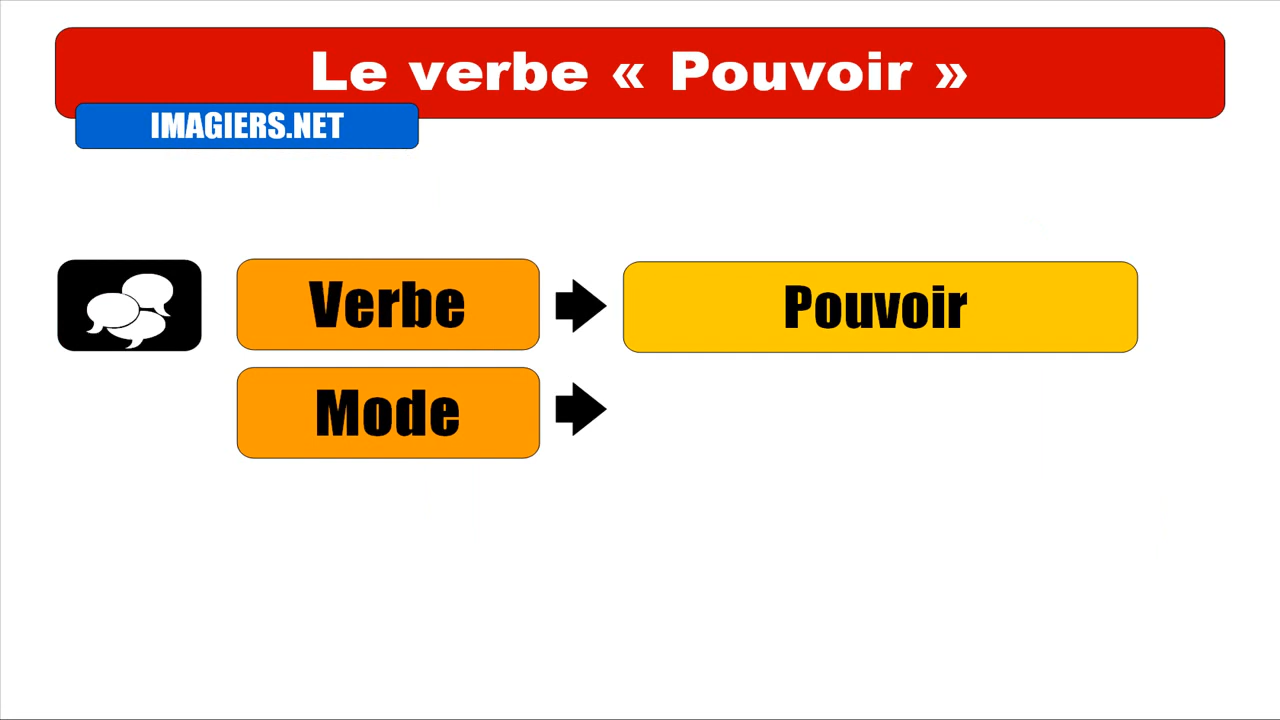 Le verbe « Pouvoir »
IMAGIERS.NET
Verbe
Pouvoir
Mode